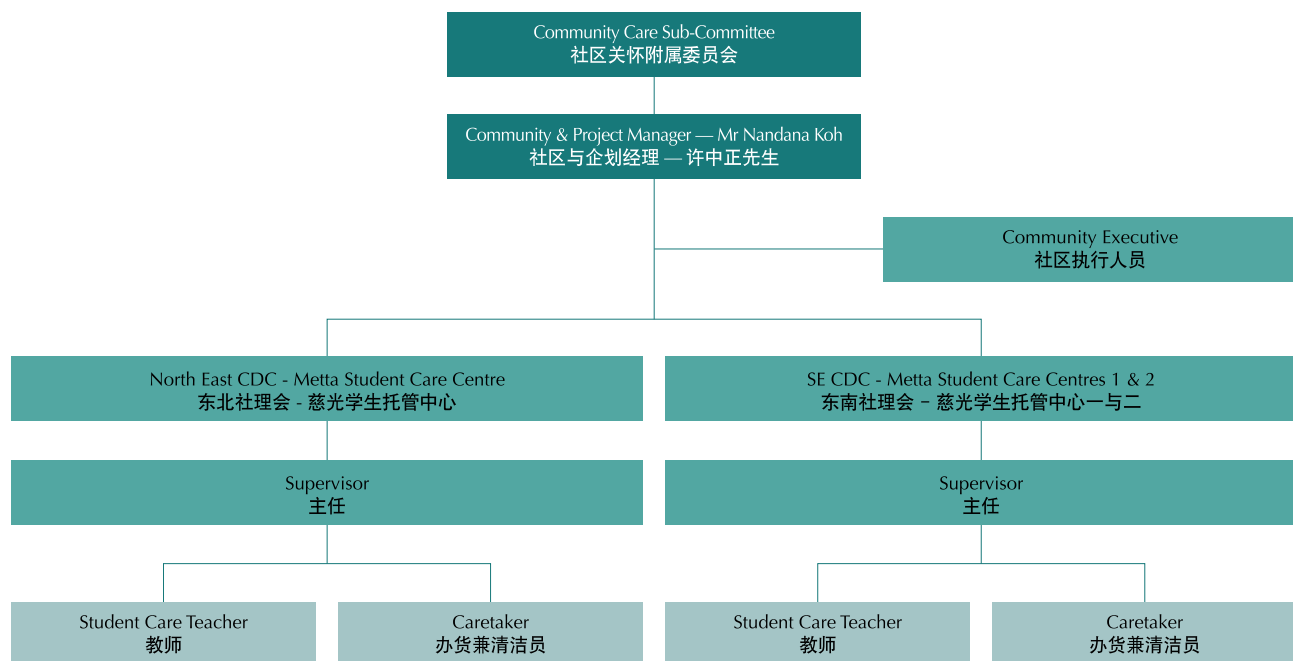 Community Care Sub-Committee
社区关怀附属委员会
Community & Project Manager — Mr Nandana Koh
社区与企划经理 — 许中正先生
Community Executive
社区执行人员
North East CDC - Metta Student Care Centre
东北社理会 - 慈光学生托管中心
SE CDC - Metta Student Care Centres 1 & 2
东南社理会 – 慈光学生托管中心一与二
Supervisor
主任
Supervisor
主任
Student Care Teacher
教师
Caretaker
办货兼清洁员
Student Care Teacher
教师
Caretaker
办货兼清洁员